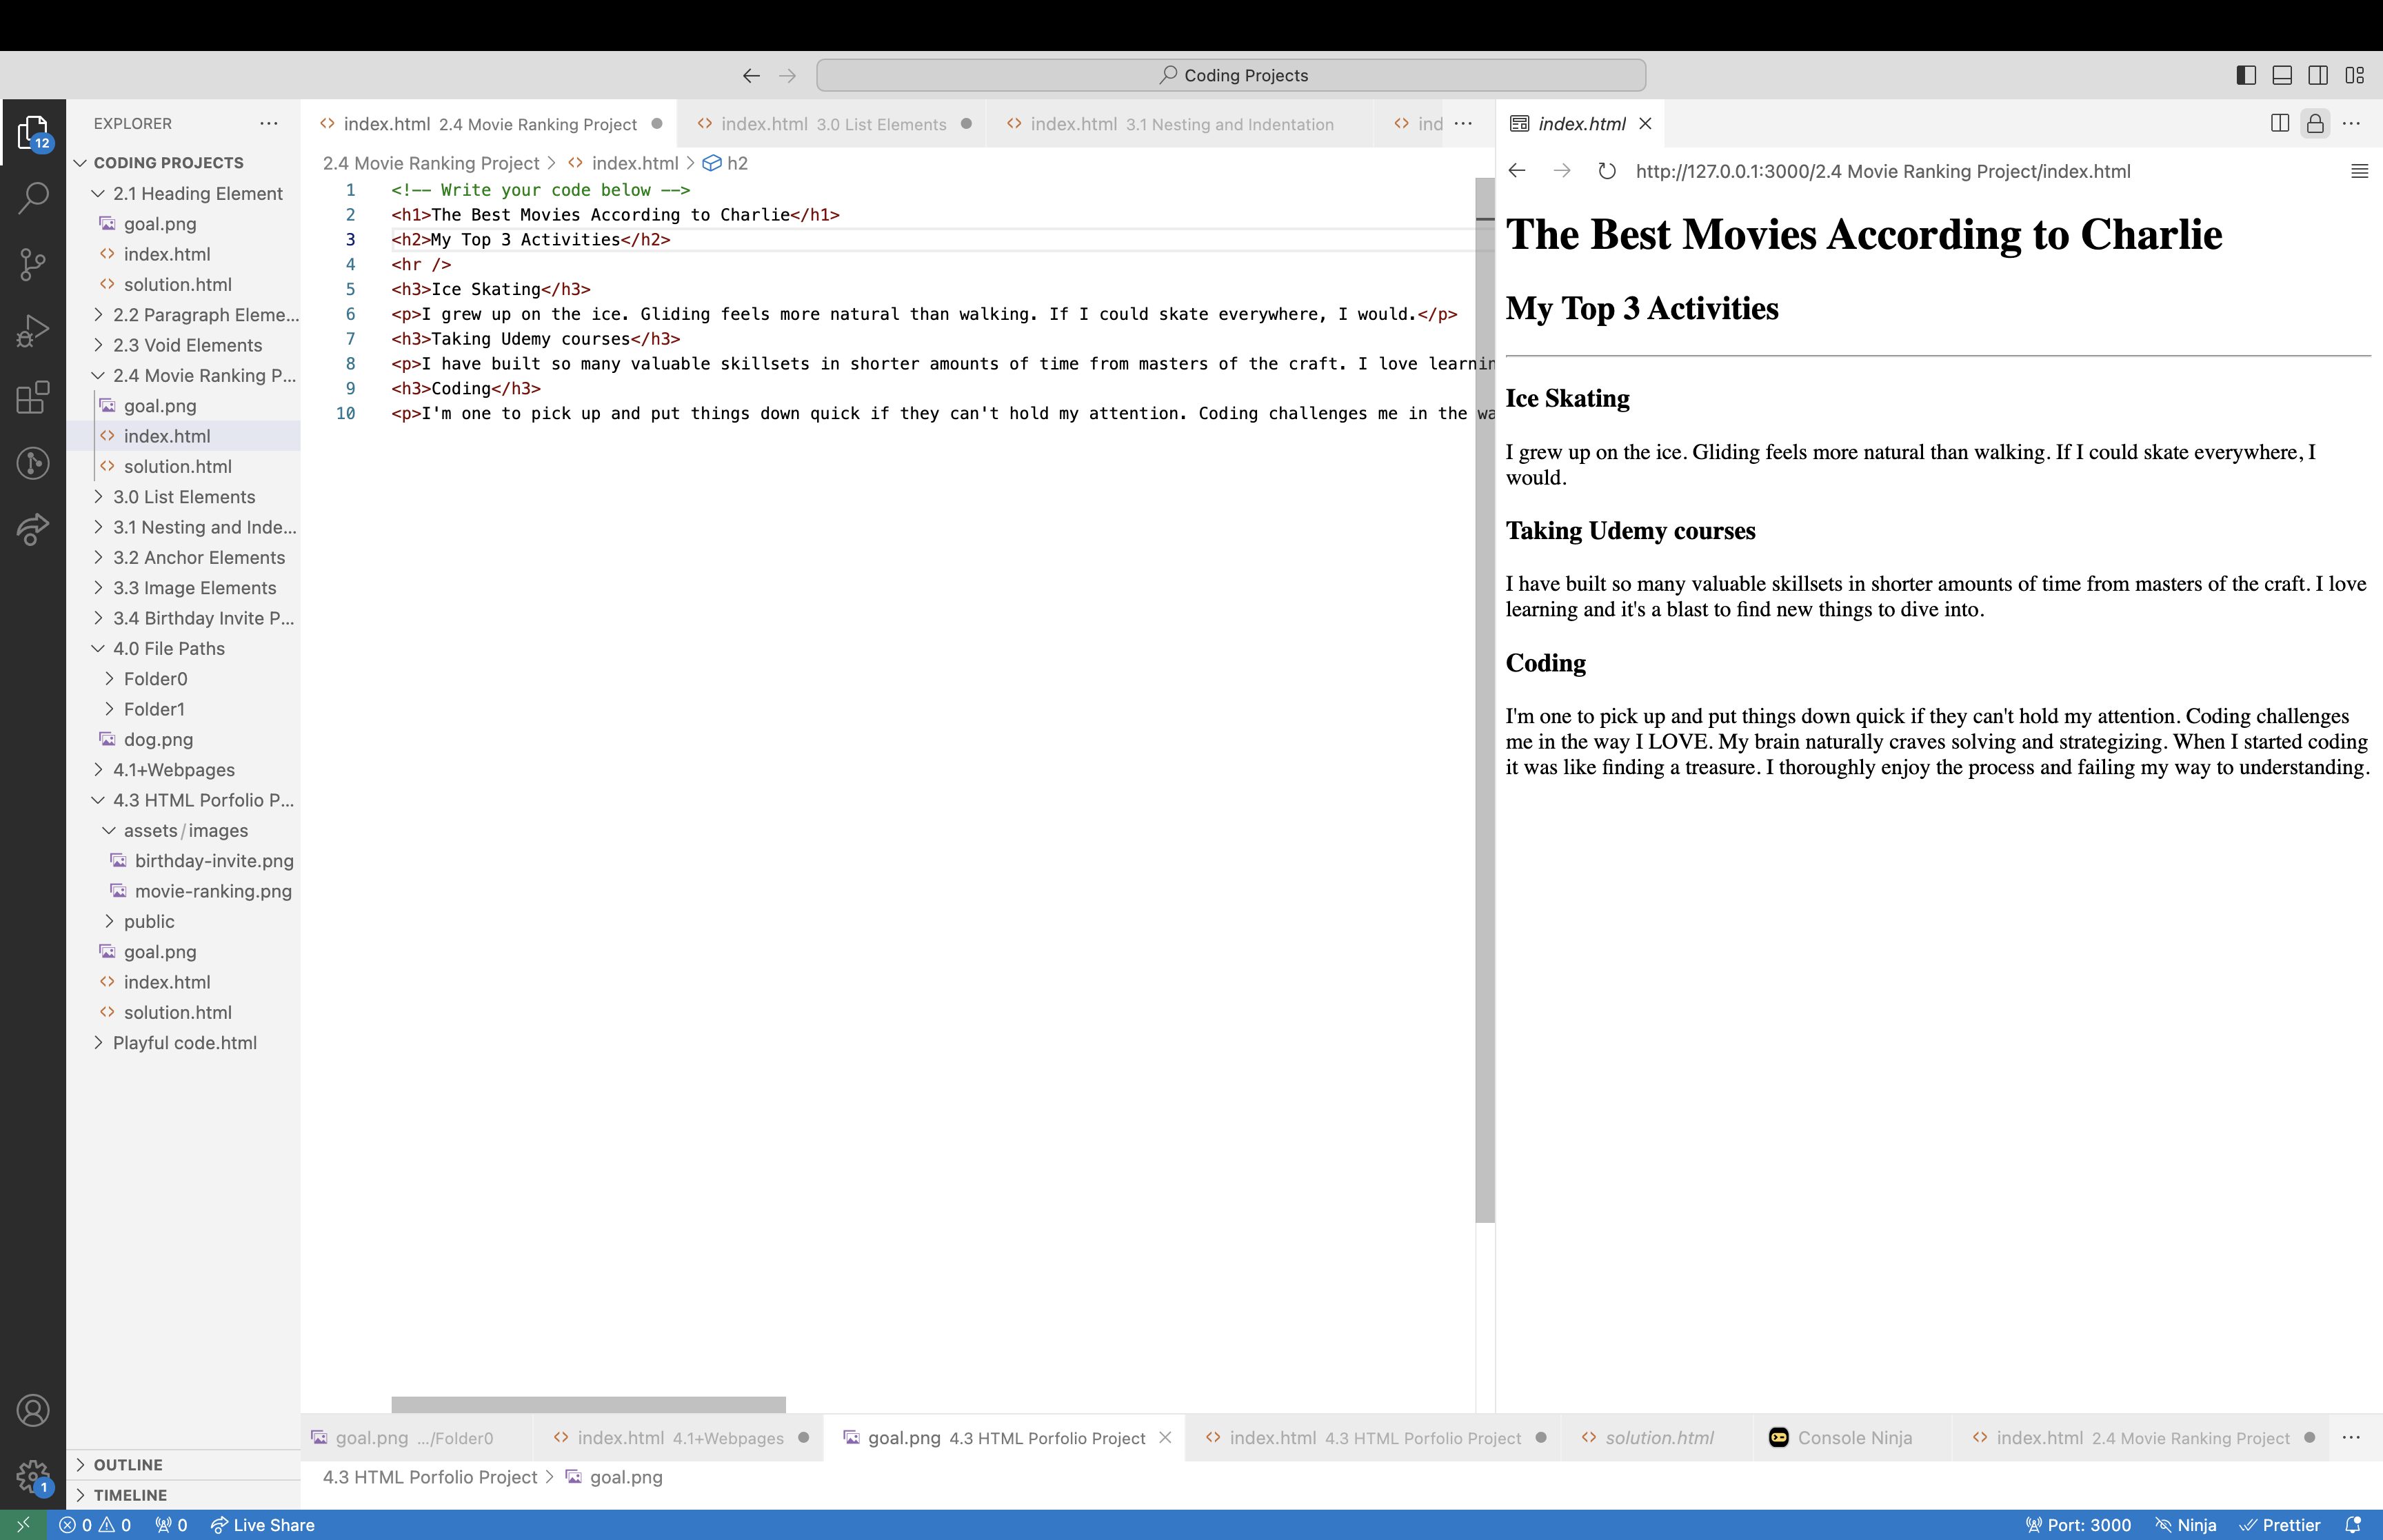 Coding Projects
EXPLORER
CODING PROJECTS
2.1 Heading Element
goal.png
index.html
solution.html
2.2 Paragraph Eleme...
2.3 Void Elements
2.4 Movie Ranking P...
goal.png
index.html
solution.html
3.0 List Elements
3.1 Nesting and Inde...
3.2 Anchor Elements
3.3 Image Elements
3.4 Birthday Invite P...
4.0 File Paths
Folder0
Folder1
dog.png
4.1+Webpages
4.3 HTML Porfolio P...
assets/images
birthday-invite.png
movie-ranking.png
public
goal.png
index.html
solution.html
Playful code.html
OUTLINE
TIMELINE
12
1
index.html 2.4 Movie Ranking Project
index.html 3.0 List Elements
index.html 3.1 Nesting and Indentation
ind
2.4 Movie Ranking Project > index.html > h2
1 <!-- Write your code below -->
2 <h1>The Best Movies According to Charlie</h1>
3 <h2>My Top 3 Activities</h2>
4 <hr />
5 <h3>Ice Skating</h3>
6 <p>I grew up on the ice. Gliding feels more natural than walking. If I could skate everywhere, I would.</p>
7 <h3>Taking Udemy courses</h3>
8 <p>I have built so many valuable skillsets in shorter amounts of time from masters of the craft. I love learnin
9 <h3>Coding</h3>
10 <p>I'm one to pick up and put things down quick if they can't hold my attention. Coding challenges me in the wa
index.html
http://127.0.0.1:3000/2.4 Movie Ranking Project/index.html
The Best Movies According to Charlie
My Top 3 Activities
Ice Skating
I grew up on the ice. Gliding feels more natural than walking. If I could skate everywhere, I
would.
Taking Udemy courses
I have built so many valuable skillsets in shorter amounts of time from masters of the craft. I love
learning and it's a blast to find new things to dive into.
Coding
I'm one to pick up and put things down quick if they can't hold my attention. Coding challenges
me in the way I LOVE. My brain naturally craves solving and strategizing. When I started coding
it was like finding a treasure. I thoroughly enjoy the process and failing my way to understanding.
goal.png .../Folder0
index.html 4.1+Webpages
goal.png 4.3 HTML Porfolio Project
index.html 4.3 HTML Porfolio Project
solution.html
Console Ninja
index.html 2.4 Movie Ranking Project
4.3 HTML Porfolio Project > goal.png
0 0
0
Live Share
Port: 3000
Ninja
Prettier